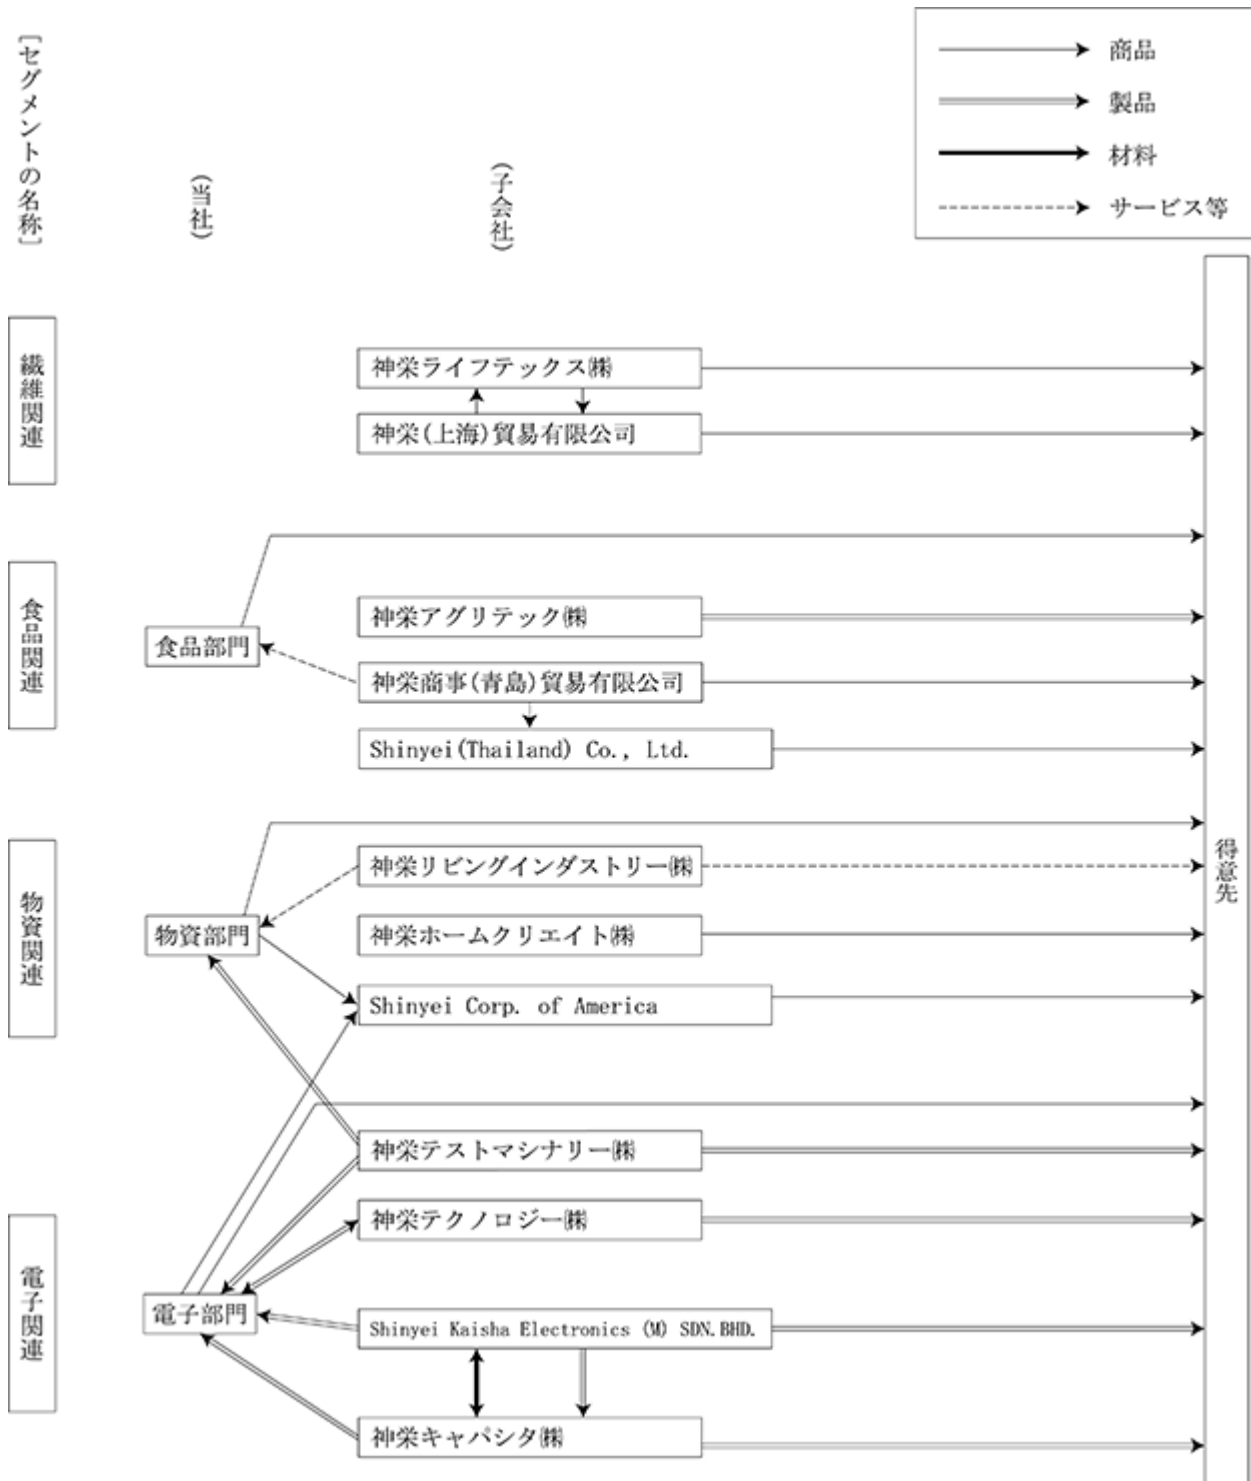 [セグメントの名称]
(当社)
(子会社)
商品
製品
材料
サービス等
繊維関連
神栄ライフテックス㈱
神栄(上海)貿易有限公司
食品関連
食品部門
神栄アグリテック㈱
神栄商事(青島)貿易有限公司
Shinyei(Thailand) Co., Ltd.
物資関連
物資部門
神栄リビングインダストリー㈱
神栄ホームクリエイト㈱
Shinyei Corp. of America
得意先
電子関連
電子部門
神栄テストマシナリー㈱
神栄テクノロジー㈱
Shinyei Kaisha Electronics (M) SDN.BHD.
神栄キャパシタ㈱